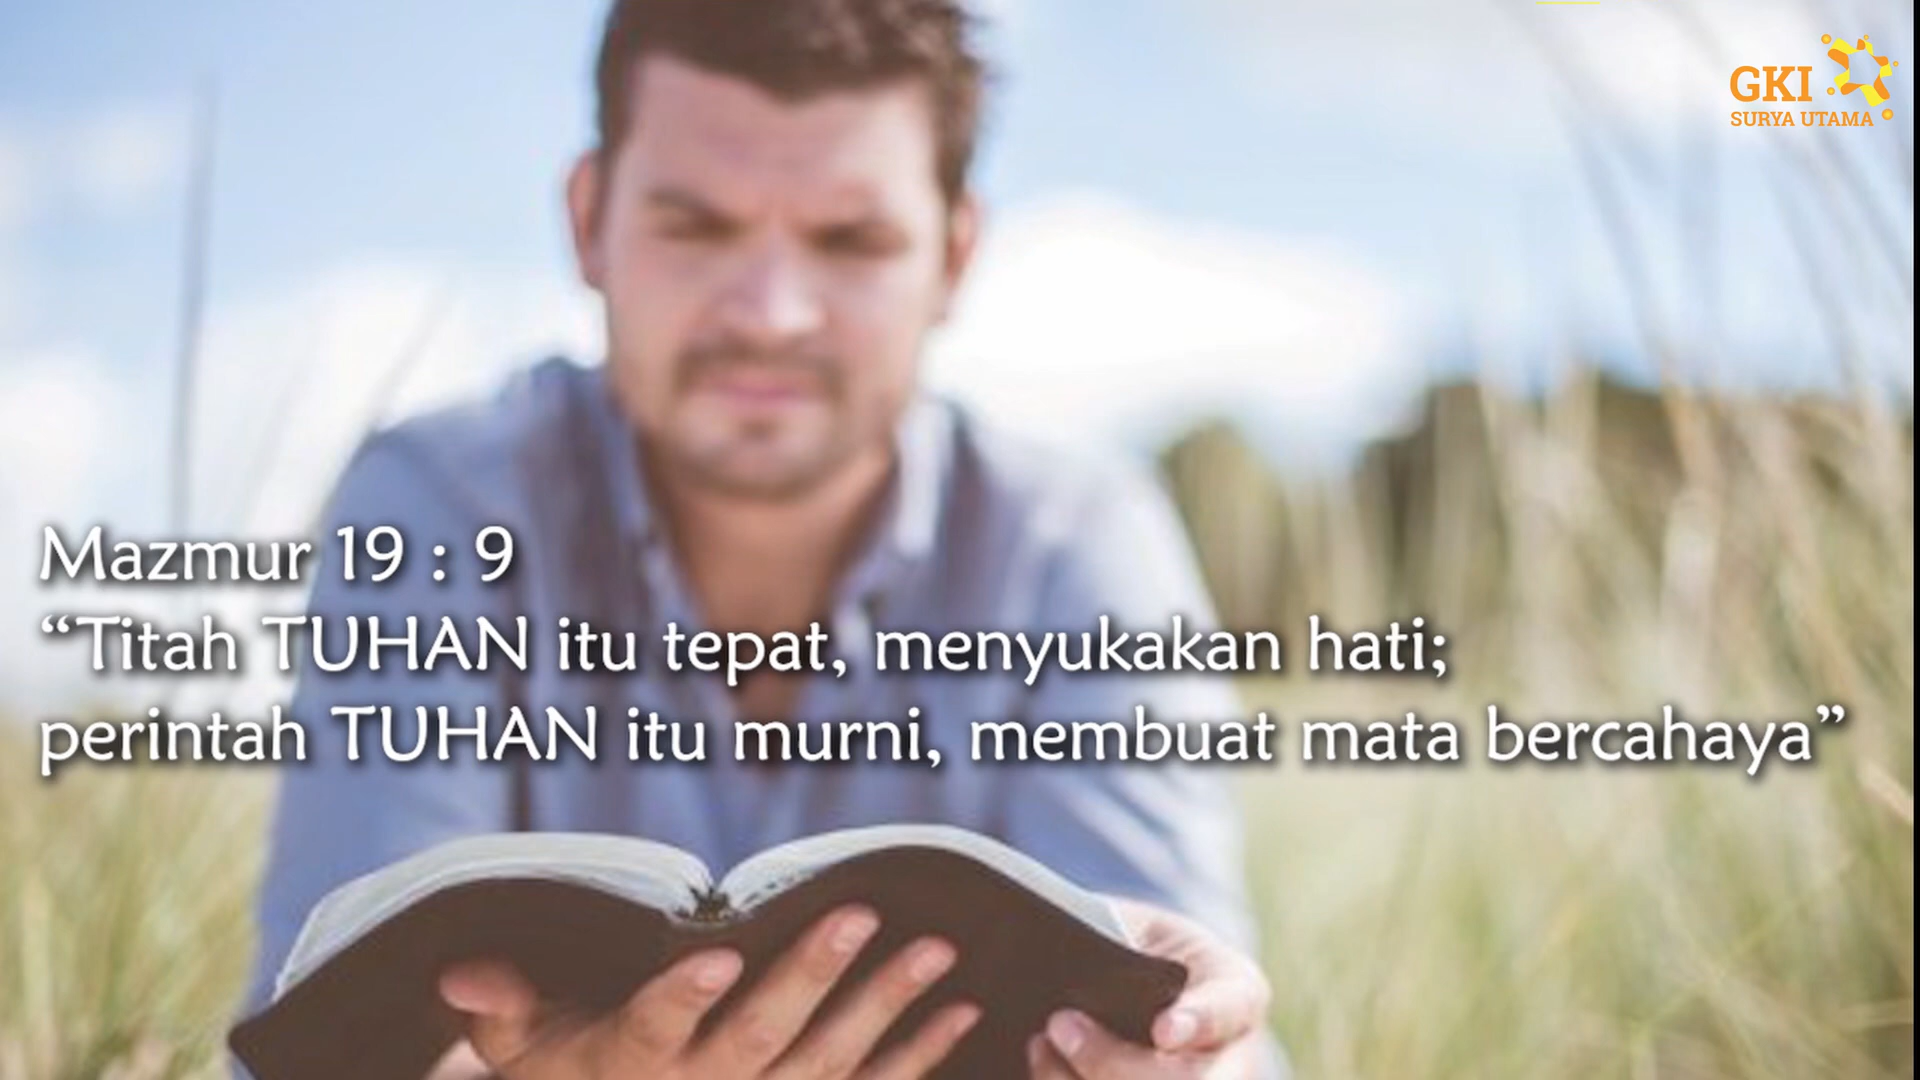 GKI
SURYA UTAMA
Mazmur 19 : 9
“Titah TUHAN itu tepat, menyukakan hati;
perintah TUHAN itu murni, membuat mata bercahaya”